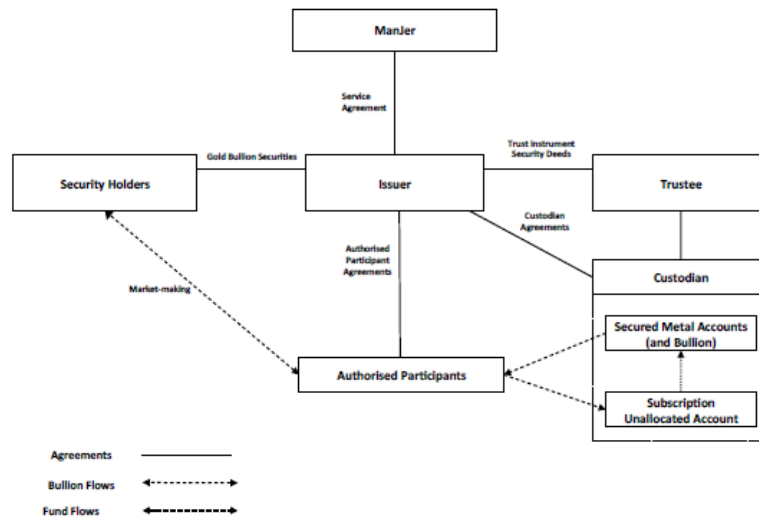 ManJer
Service
Agreement
Gold Bullion Securities
Trust Instrument
Security Deeds
Security Holders
Issuer
Trustee
Custodian
Agreements
Authorised
Participant
Agreements
Custodian
Market-making
Secured Metal Accounts
(and Bullion)
Authorised Participants
Subscription
Unallocated Account
Agreements
Bullion Flows
Fund Flows